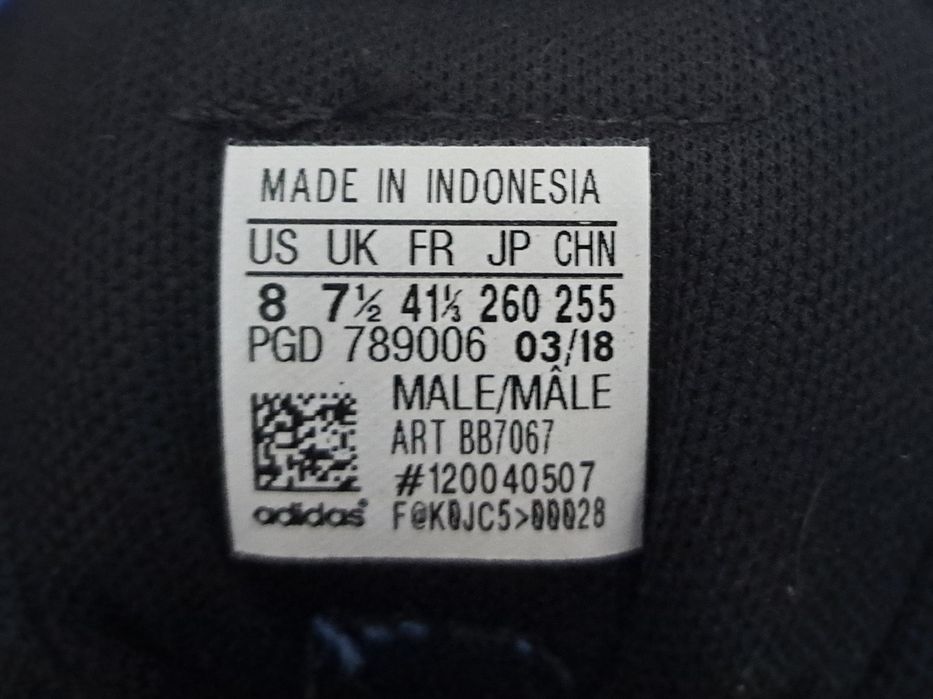 MADE IN INDONESIA
US UK FR JP CHN
8 7½ 41⅓ 260 255
PGD 789006 03/18
MALE/MÂLE
ART BB7067
#120040507
adidas® F@K0JC5>00028